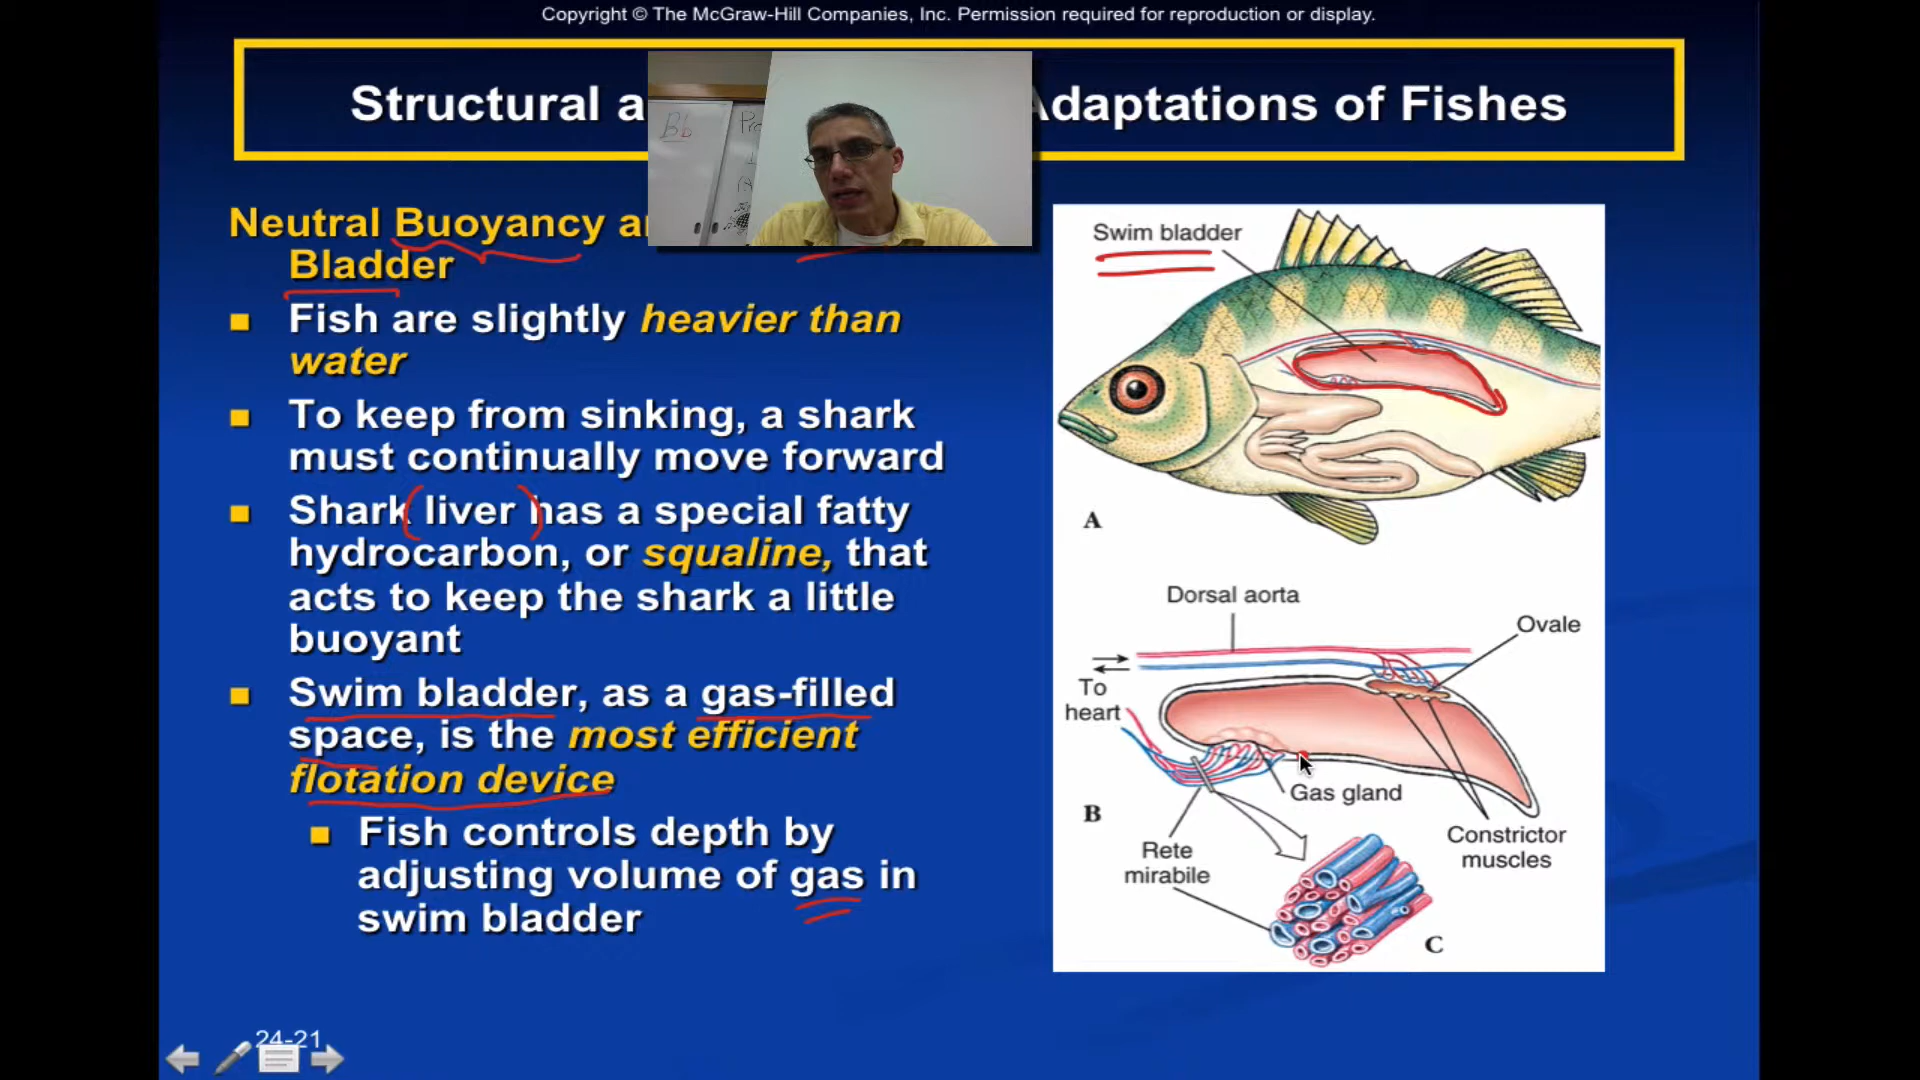 Copyright © The McGraw-Hill Companies, Inc. Permission required for reproduction or display.
Structural a Adaptations of Fishes
Bb
Neutral Buoyancy a
Bladder
Fish are slightly heavier than
water
To keep from sinking, a shark
must continually move forward
Shark (liver) has a special fatty
hydrocarbon, or squaline, that
acts to keep the shark a little
buoyant
Swim bladder, as a gas-filled
space, is the most efficient
flotation device
Fish controls depth by
adjusting volume of gas in
swim bladder
24-21
Swim bladder
A
Dorsal aorta
Ovale
To
heart
Gas gland
B
Constrictor
muscles
Rete
mirabile
C